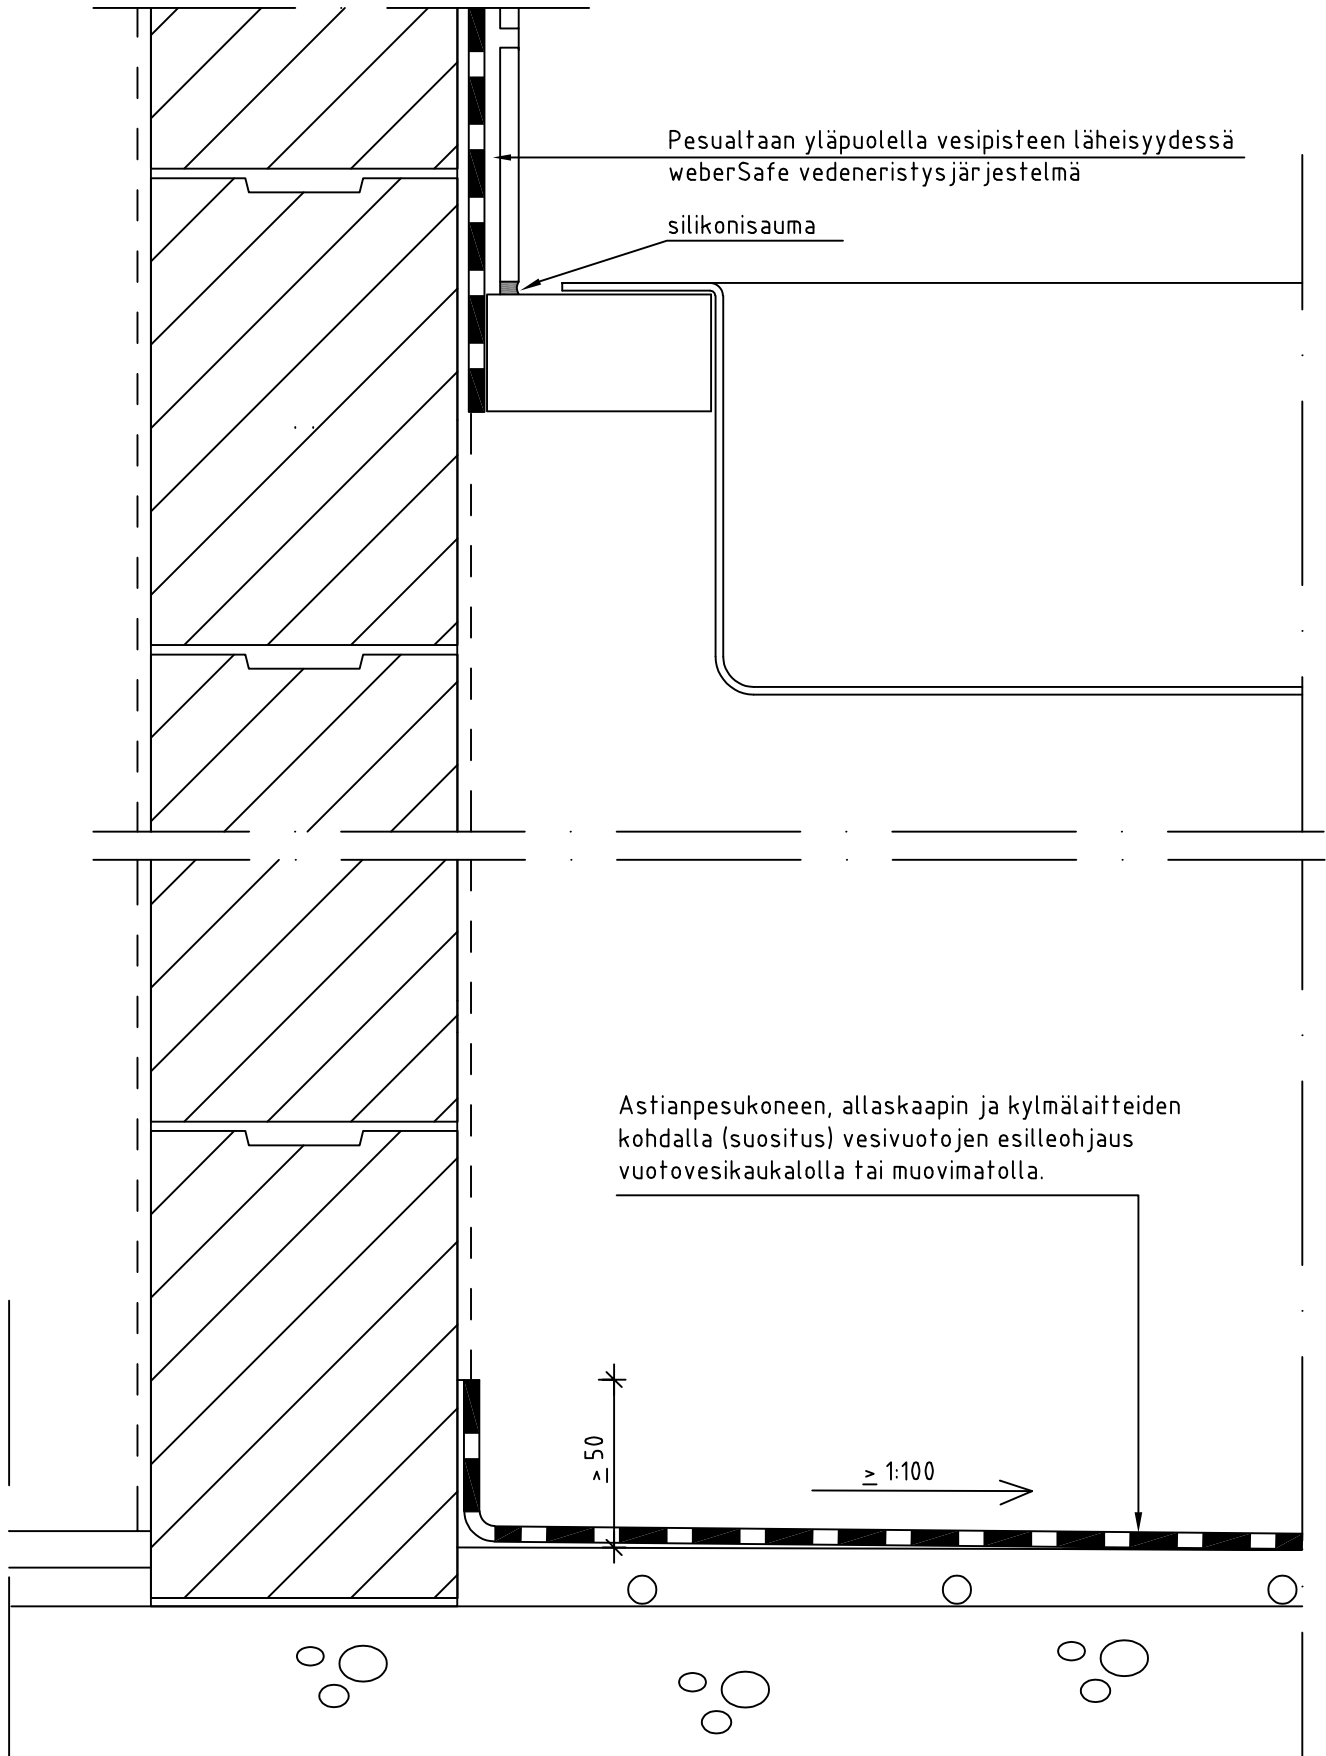 Pesualtaan yläpuolella vesipisteen läheisyydessä
weberSafe vedeneristysjärjestelmä
silikonisauma
Astianpesukoneen, allaskaapin ja kylmälaitteiden
kohdalla (suositus) vesivuotojen esilleohjaus
vuotovesikaukalolla tai muovimatolla.
≥ 50
≥ 1:100